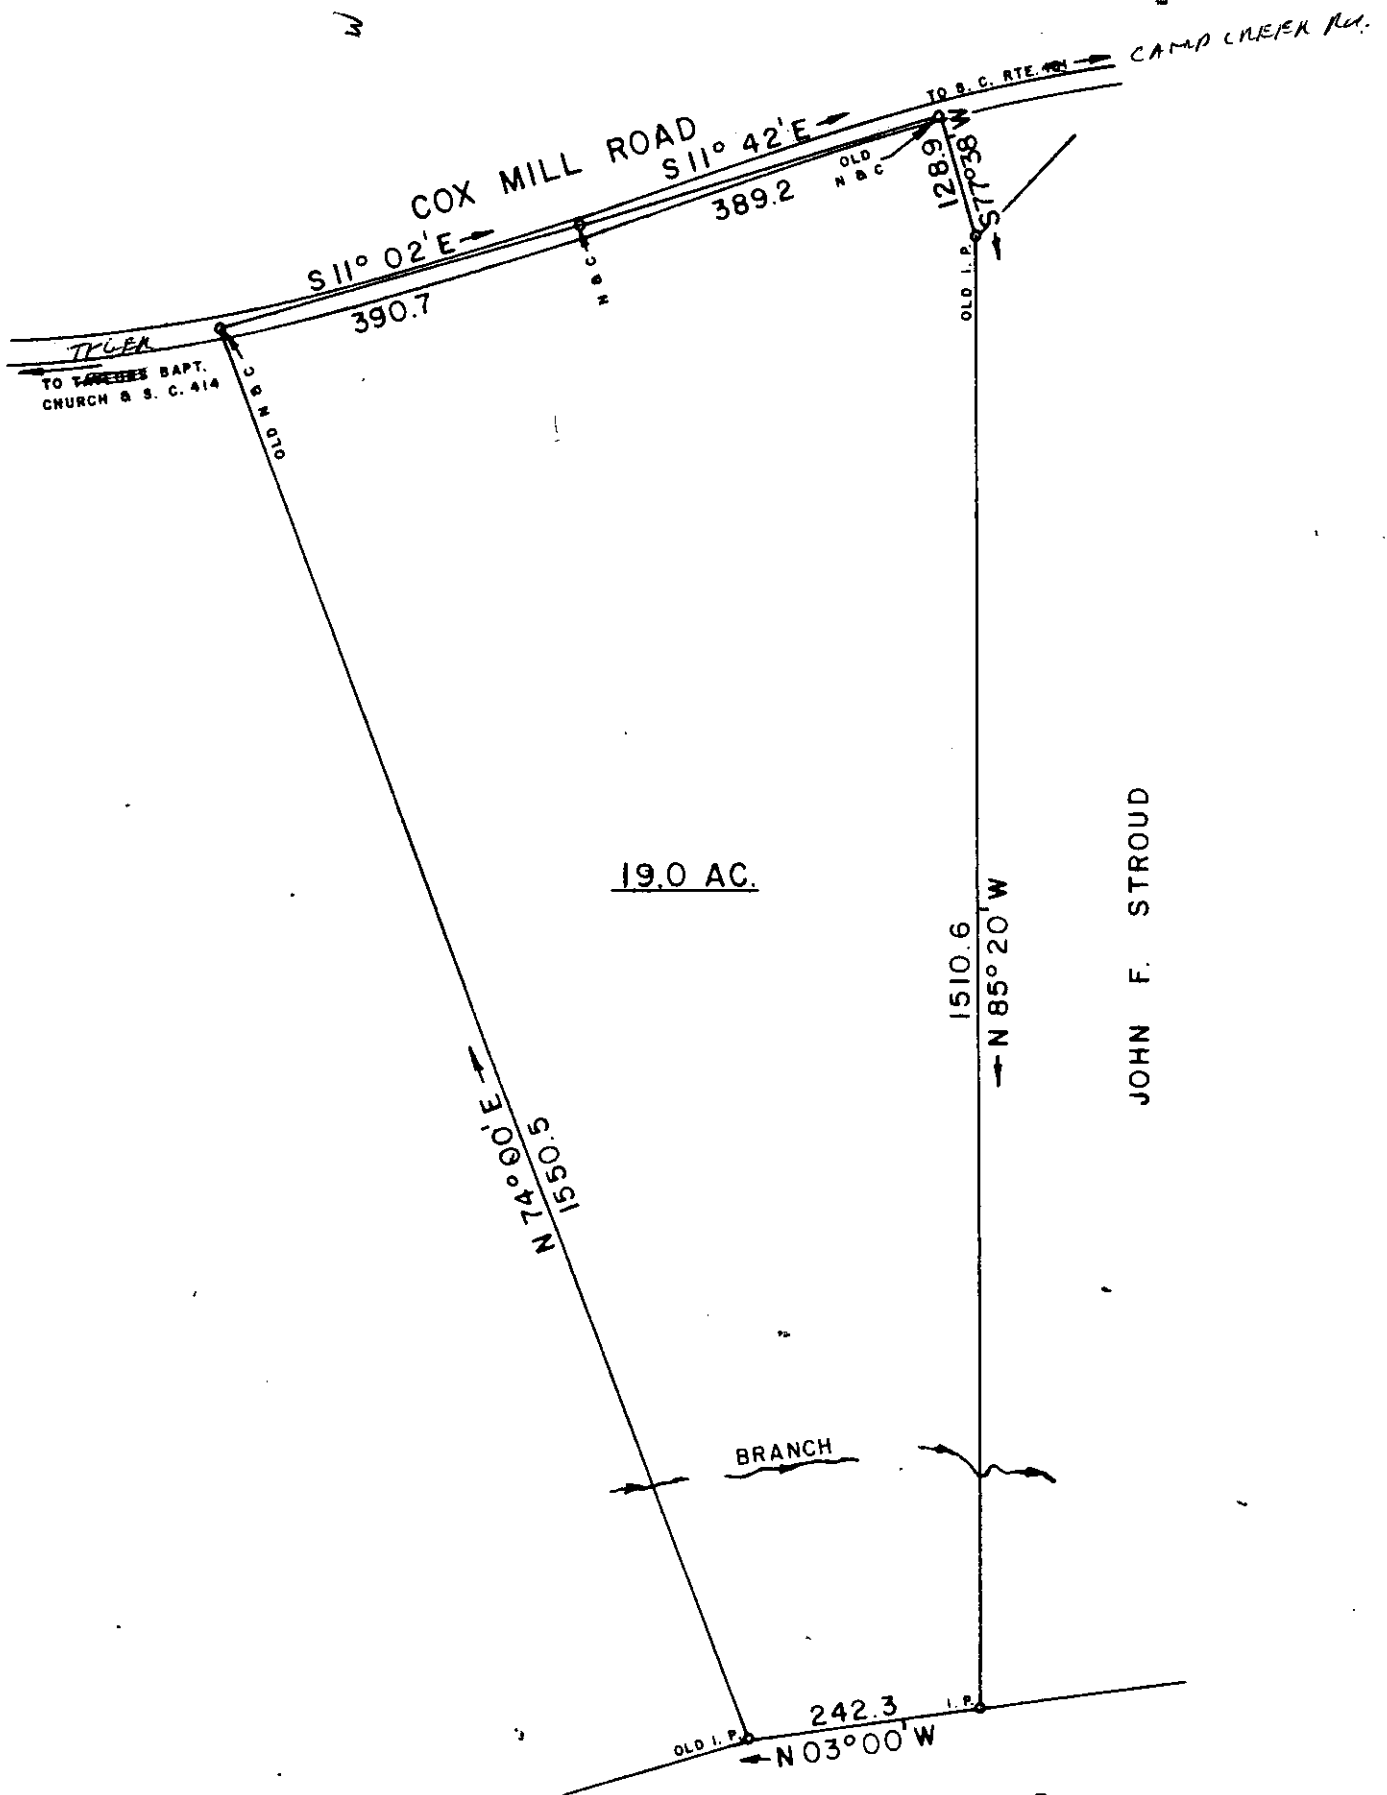 CAMP CREEK Rd.
TO S. C. RTE.
COX MILL ROAD
S 11° 42' E
389.2
OLD
N & C
128.9
S 77° 38' W
S 11° 02' E
390.7
N & C
OLD I. P.
TYLER
TO BAPT.
CHURCH & S. C. 414
OLD N & C
19.0 AC.
1510.6
N 85° 20' W
JOHN F. STROUD
N 74° 00' E
1550.5
BRANCH
242.3
I. P.
OLD I. P.
N 03° 00' W